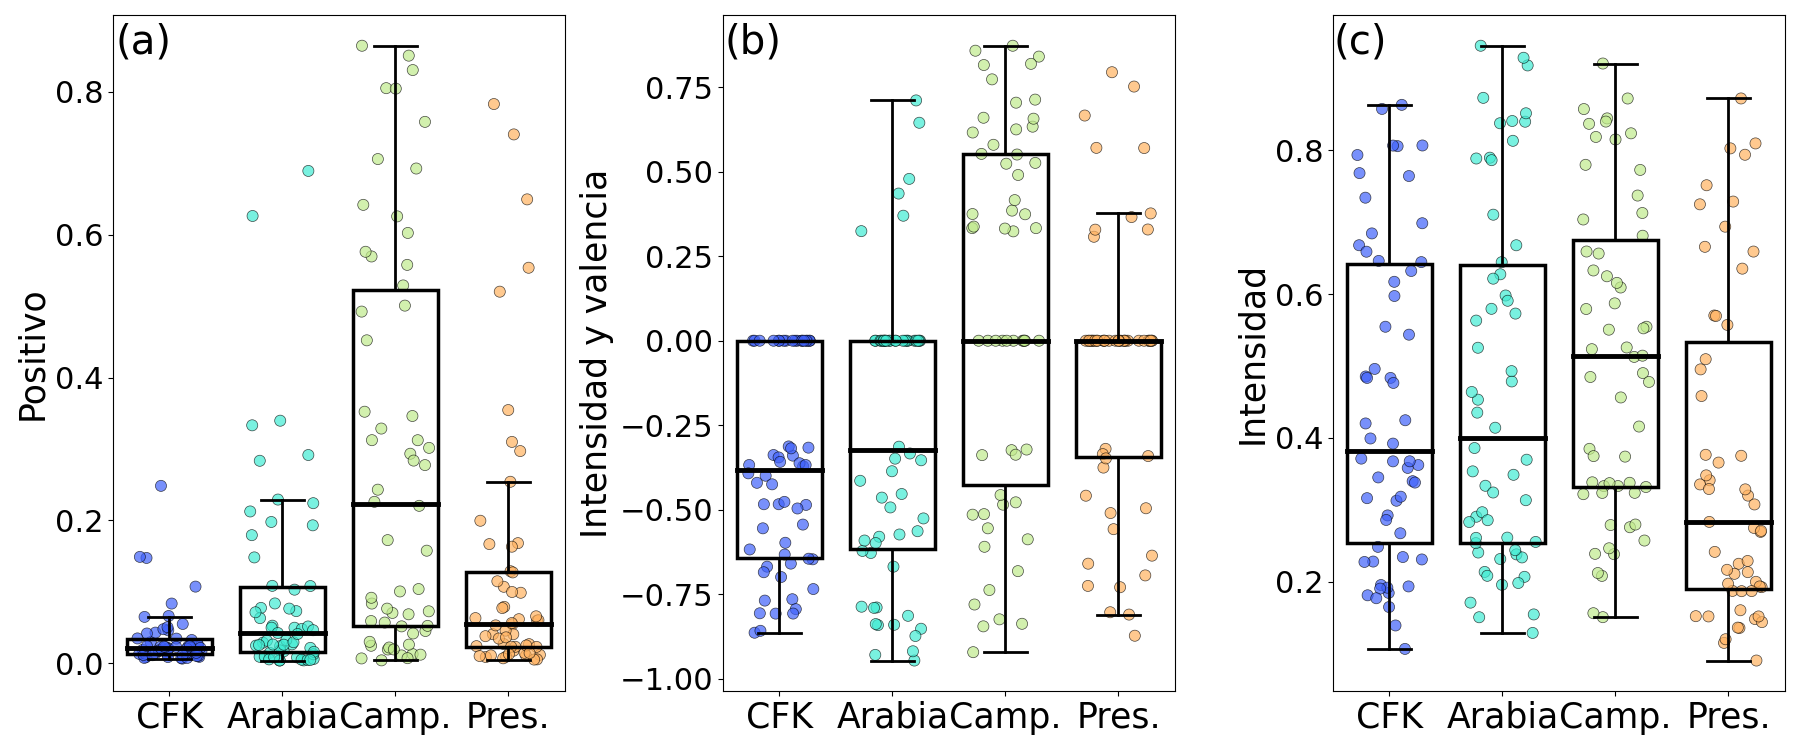 (a)
Positivo
0.8
0.6
0.4
0.2
0.0
CFK
Arabia
Camp.
Pres.
(b)
Intensidad y valencia
0.75
0.50
0.25
0.00
−0.25
−0.50
−0.75
−1.00
CFK
Arabia
Camp.
Pres.
(c)
Intensidad
0.8
0.6
0.4
0.2
CFK
Arabia
Camp.
Pres.